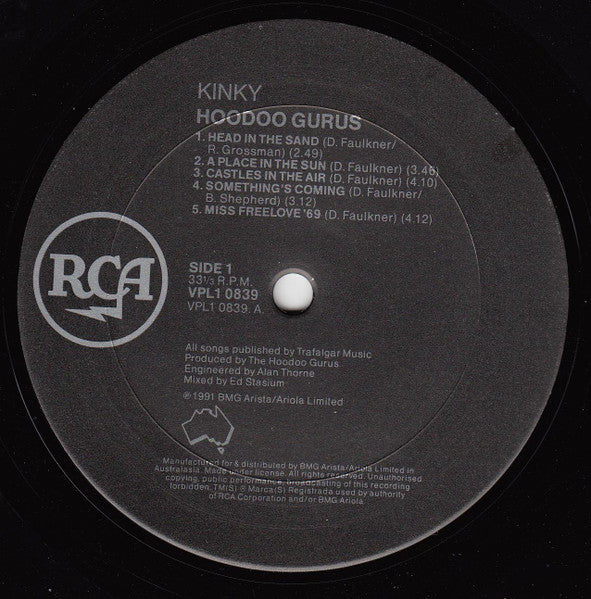 KINKY
HOODOO GURUS
1. HEAD IN THE SAND (D. Faulkner/
R. Grossman) (2.49)
2. A PLACE IN THE SUN (D. Faulkner) (3.46)
3. CASTLES IN THE AIR (D. Faulkner) (4.10)
4. SOMETHING'S COMING (D. Faulkner/
B. Shepherd) (3.12)
5. MISS FREELOVE '69 (D. Faulkner) (4.12)
RCA
SIDE 1
33 1/3 R.P.M.
VPL1 0839
VPL1 0839. A.
All songs published by Trafalgar Music
Produced by The Hoodoo Gurus
Engineered by Alan Thorne
Mixed by Ed Stasium
℗ 1991 BMG Arista/Ariola Limited
Manufactured for & distributed by BMG Arista/Ariola Limited in
Australasia. Made under license. All rights reserved. Unauthorised
copying, public performance, broadcasting of this recording
forbidden. TM(S) ® Marca(S) Registrada used by authority
of RCA Corporation and/or BMG Ariola